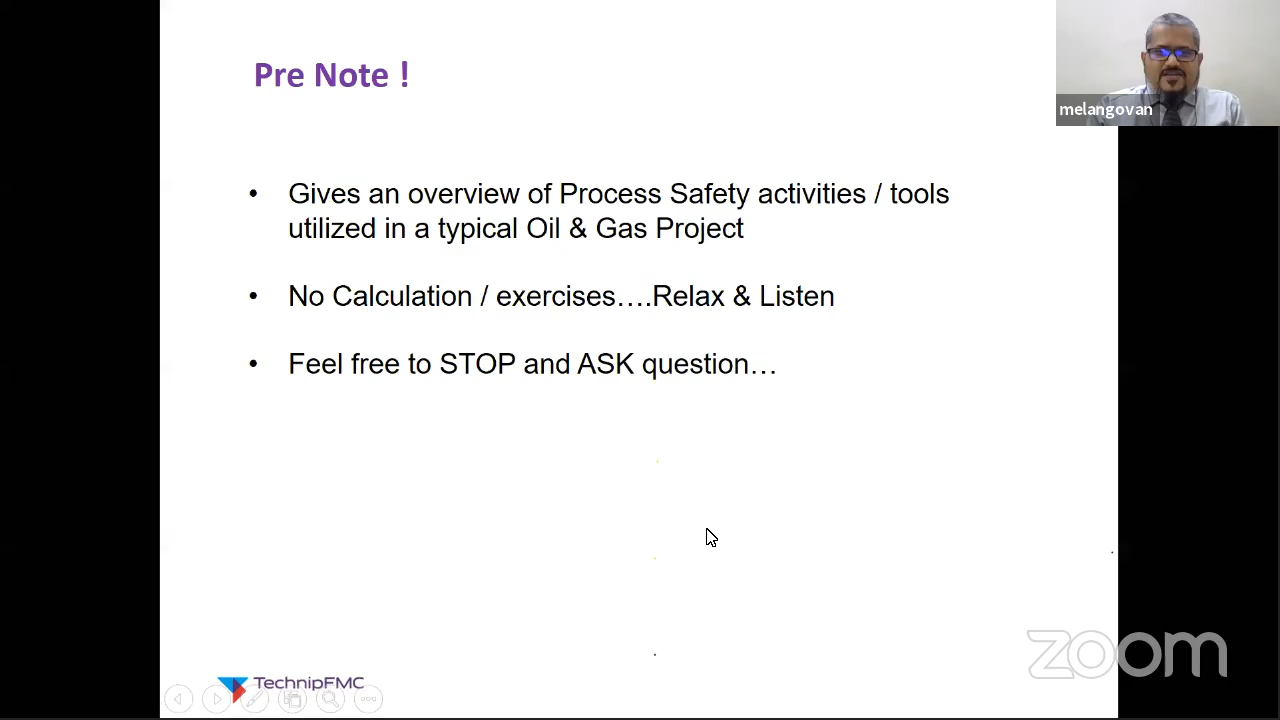 Pre Note !
melangovan
• Gives an overview of Process Safety activities / tools
utilized in a typical Oil & Gas Project
• No Calculation / exercises….Relax & Listen
• Feel free to STOP and ASK question…
zoom
TechnipFMC